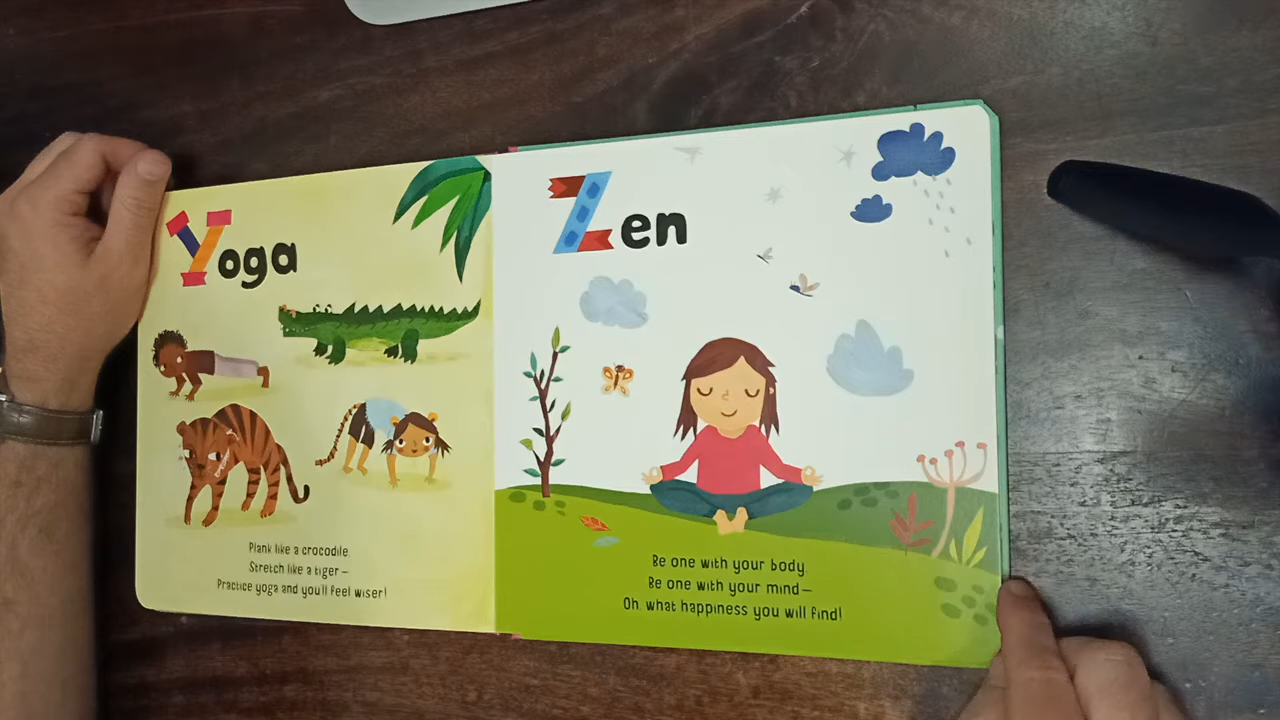 Yoga
Plank like a crocodile.
Stretch like a tiger—
Practice yoga and you'll feel wiser!
Zen
Be one with your body.
Be one with your mind—
Oh, what happiness you will find!